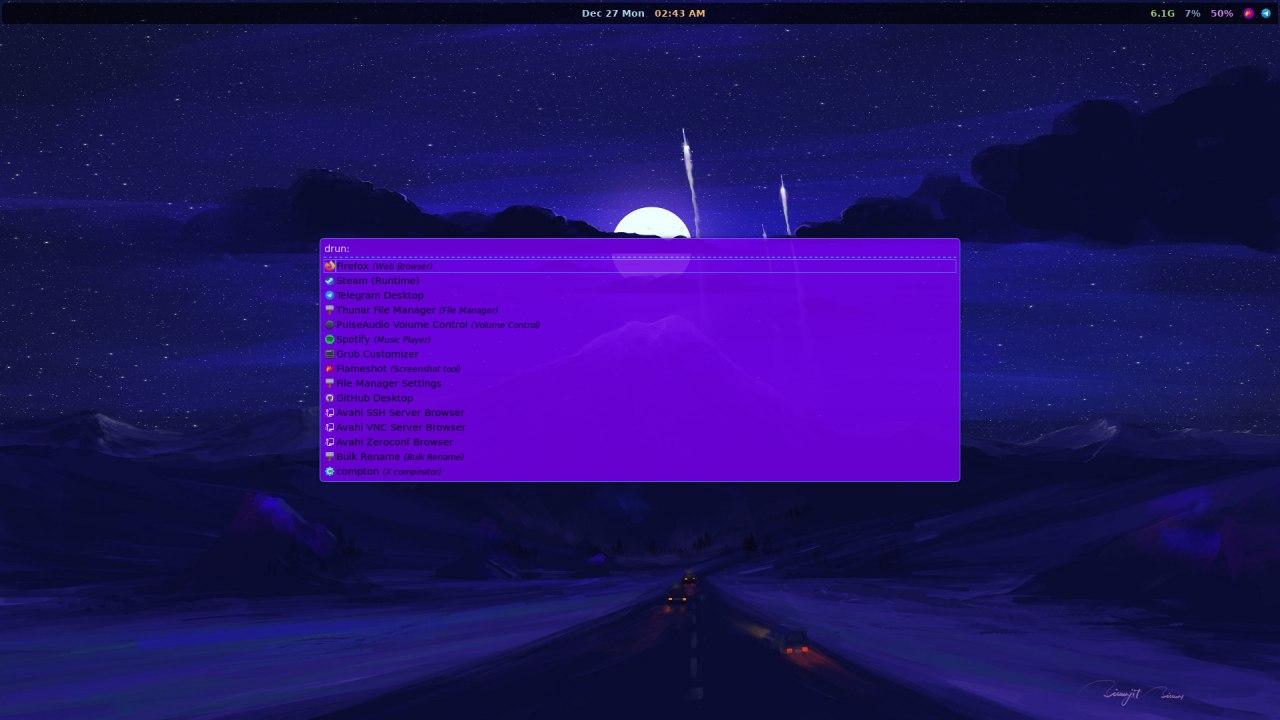 Dec 27 Mon 02:43 AM
6.1G 7% 50%
drun:
Firefox (Web Browser)
Steam (Runtime)
Telegram Desktop
Thunar File Manager (File Manager)
PulseAudio Volume Control (Volume Control)
Spotify (Music Player)
Grub Customizer
Flameshot (Screenshot tool)
File Manager Settings
GitHub Desktop
Avahi SSH Server Browser
Avahi VNC Server Browser
Avahi Zeroconf Browser
Bulk Rename (Bulk Rename)
compton (X compositor)